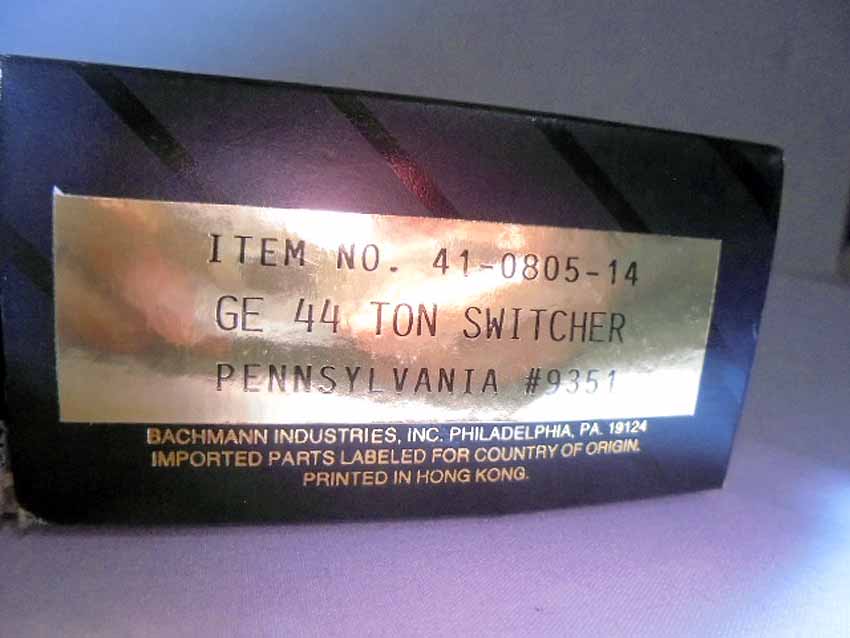 ITEM NO. 41-0805-14
GE 44 TON SWITCHER
PENNSYLVANIA #9351
BACHMANN INDUSTRIES, INC. PHILADELPHIA, PA. 19124
IMPORTED PARTS LABELED FOR COUNTRY OF ORIGIN.
PRINTED IN HONG KONG.